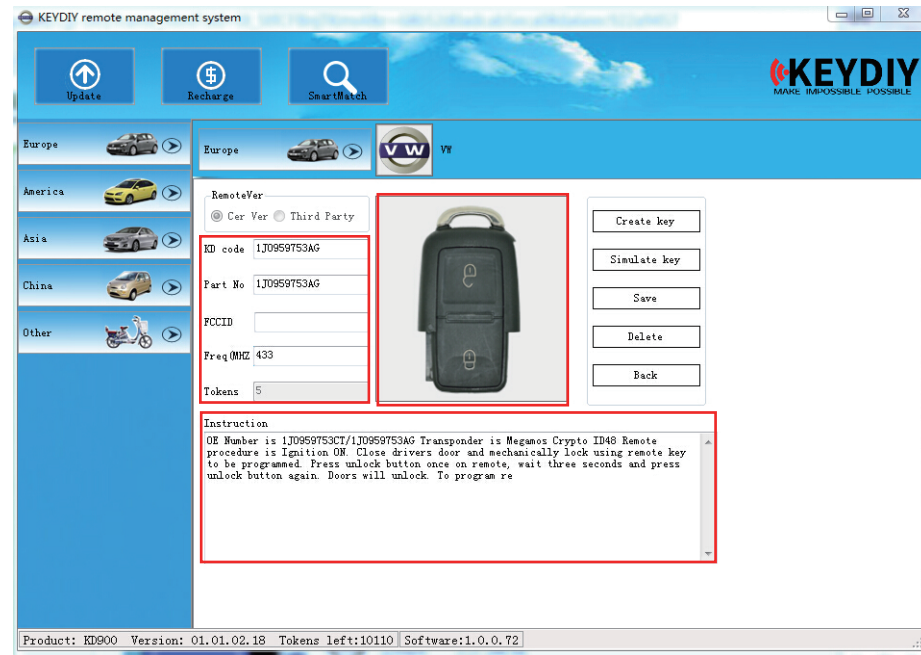 KEYDIY remote management system
Update
Recharge
SmartMatch
KEYDIY
MAKE IMPOSSIBLE POSSIBLE
Europe
America
Asia
China
Other
Europe
VW
VW
RemoteVer
Cer Ver
Third Party
KD code
1J0959753AG
Part No
1J0959753AG
FCCID
Freq(MHZ
433
Tokens
5
Create key
Simulate key
Save
Delete
Back
Instruction
OE Number is 1J0959753CT/1J0959753AG Transponder is Megamos Crypto ID48 Remote
procedure is Ignition ON. Close drivers door and mechanically lock using remote key
to be programmed. Press unlock button once on remote, wait three seconds and press
unlock button again. Doors will unlock. To program re
Product: KD900 Version: 01.01.02.18 Tokens left:10110 Software:1.0.0.72